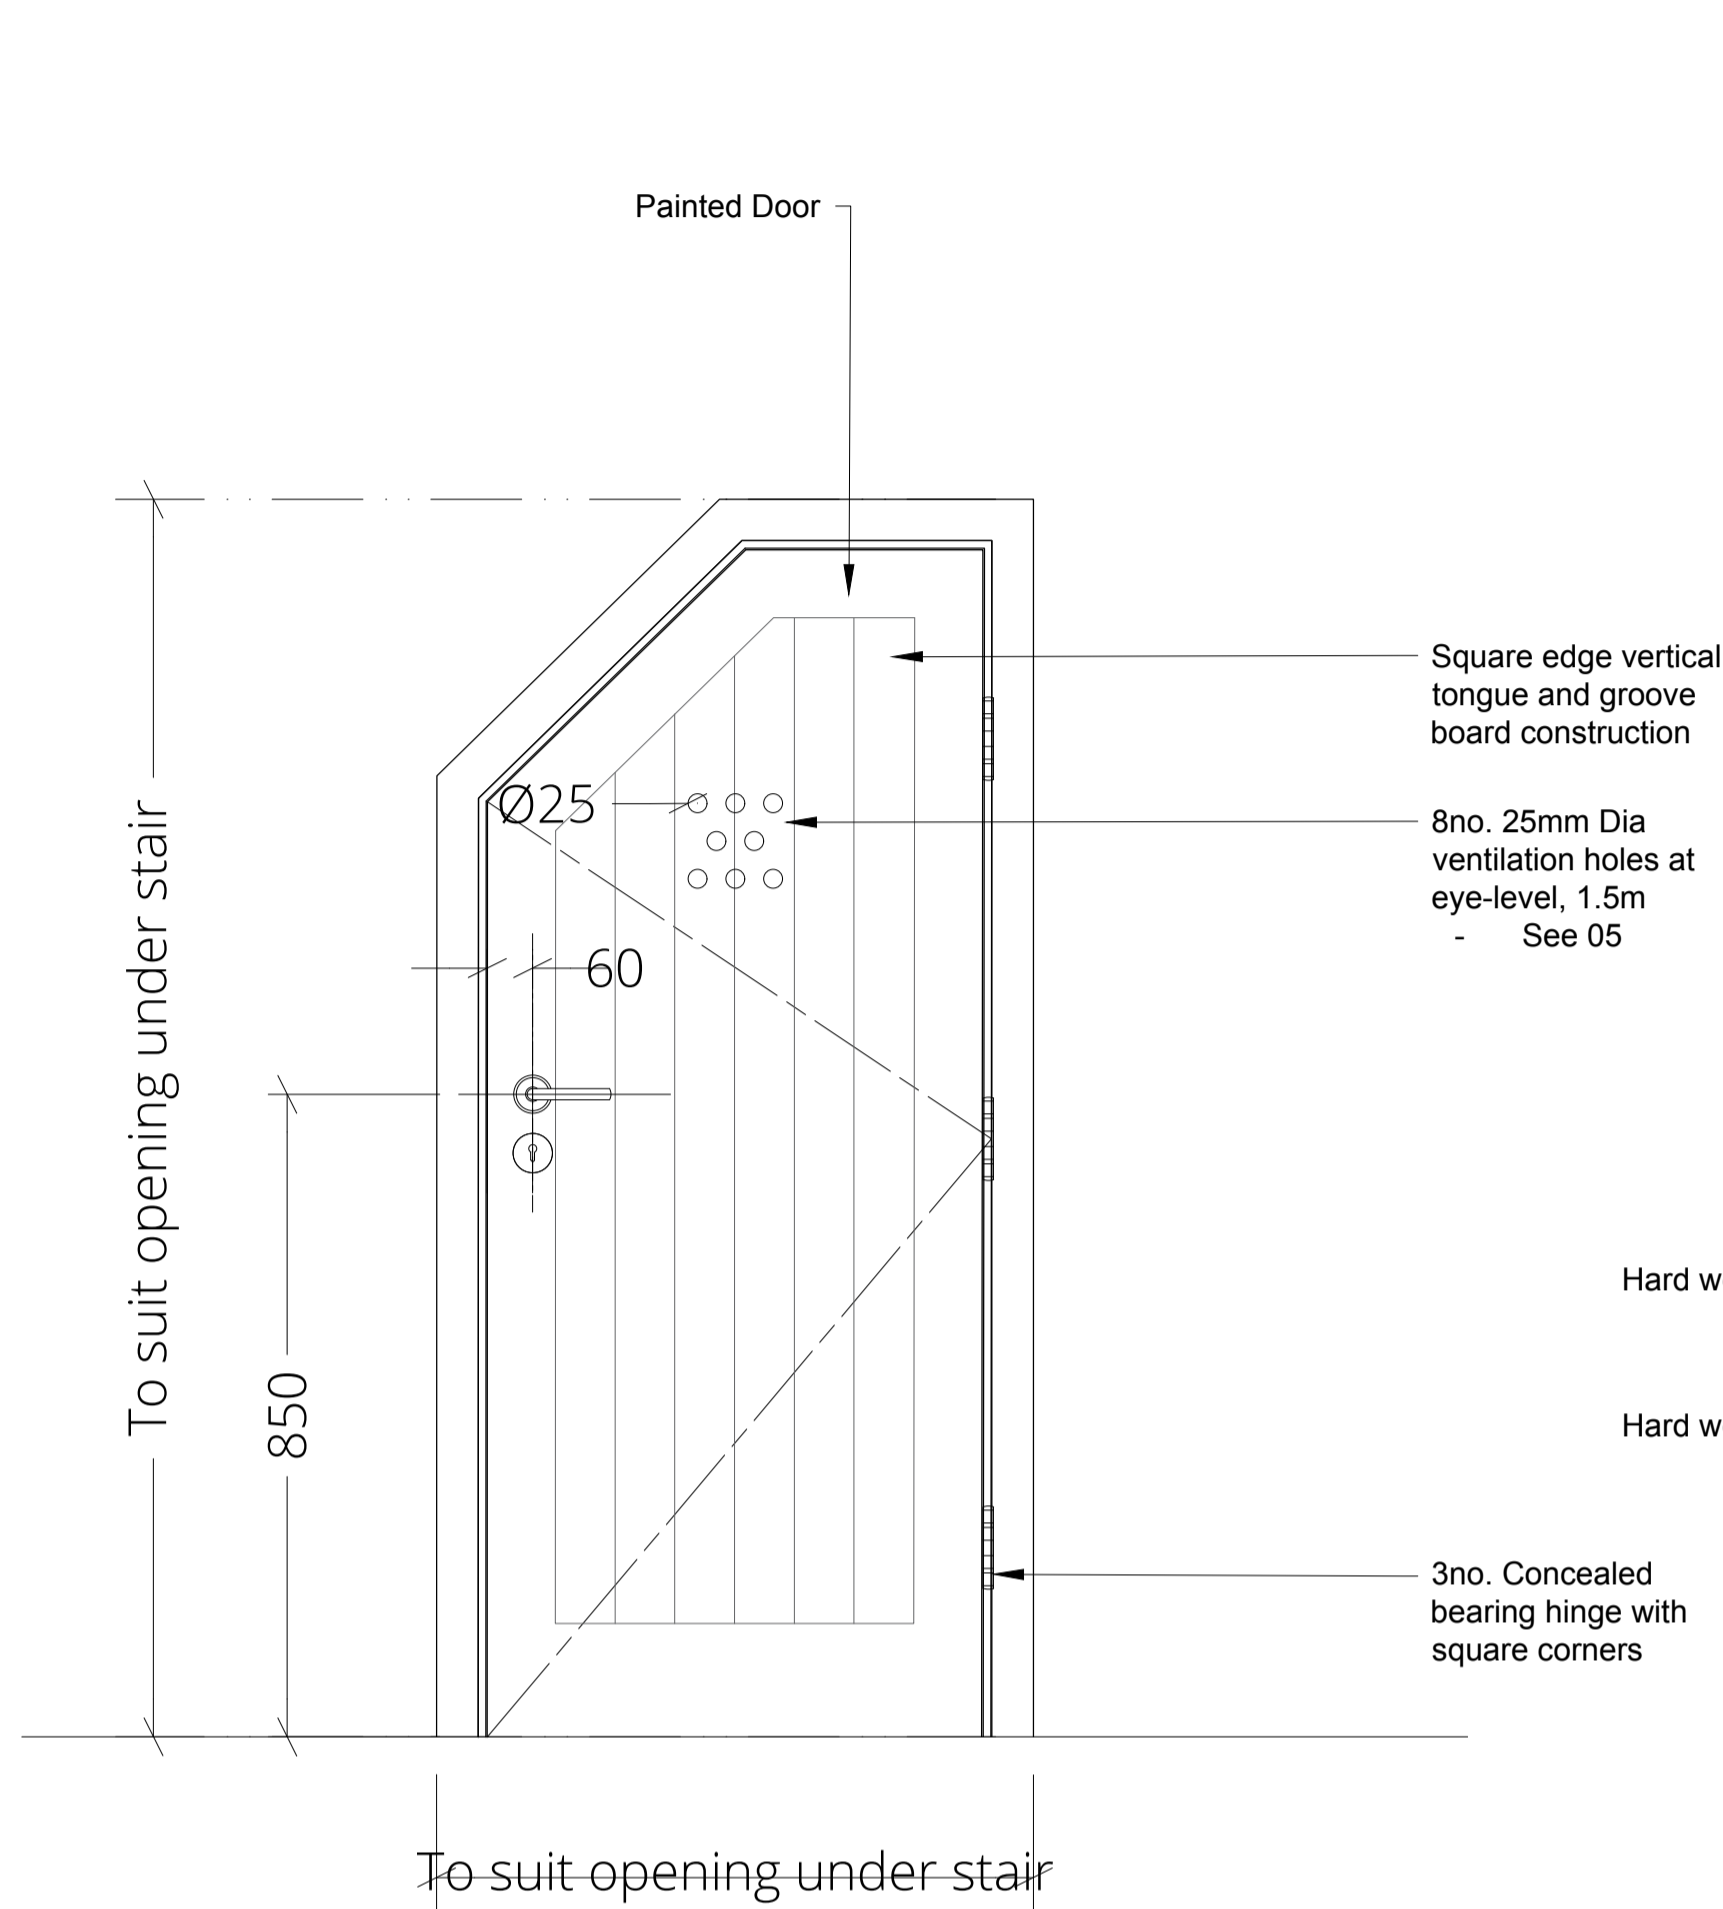 Painted Door
Square edge vertical
tongue and groove
board construction
Ø25
8no. 25mm Dia
ventilation holes at
eye-level, 1.5m
- See 05
60
To suit opening under stair
850
Hard
Hard
3no. Concealed
bearing hinge with
square corners
To suit opening under stair